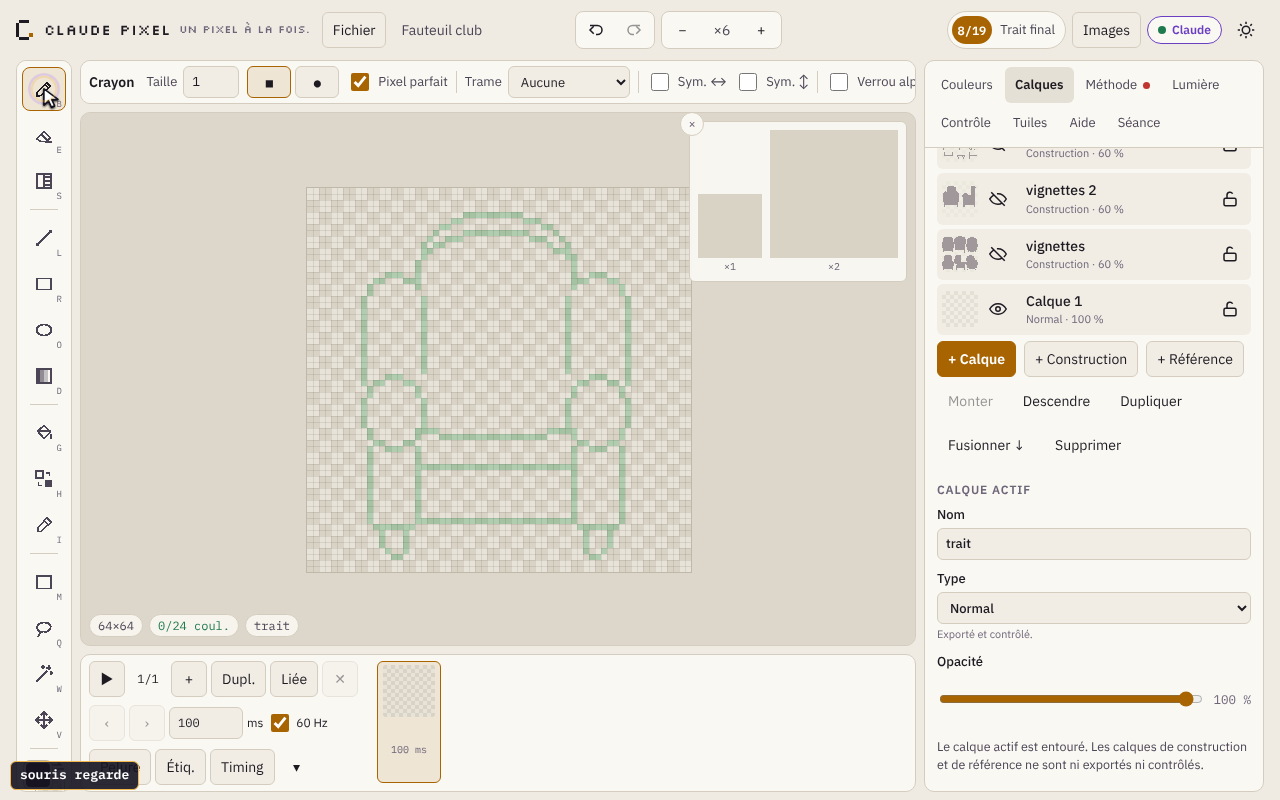 CLAUDE PIXEL UN PIXEL À LA FOIS. Fichier Fauteuil club − ×6 + 8/19 Trait final Images Claude
Crayon Taille 1 Pixel parfait Trame Aucune Sym. ↔ Sym. ↕ Verrou alp
Couleurs Calques Méthode Lumière
Contrôle Tuiles Aide Séance
Construction · 60 %
vignettes 2
Construction · 60 %
vignettes
Construction · 60 %
Calque 1
Normal · 100 %
+ Calque + Construction + Référence
Monter Descendre Dupliquer
Fusionner ↓ Supprimer
CALQUE ACTIF
Nom
trait
Type
Normal
Exporté et contrôlé.
Opacité
100 %
Le calque actif est entouré. Les calques de construction
et de référence ne sont ni exportés ni contrôlés.
B
E
S
L
R
O
D
G
H
I
M
Q
W
V
×
×1 ×2
64×64 0/24 coul. trait
1/1 + Dupl. Liée ×
‹ › 100 ms 60 Hz
Étiq. Timing ▼
100 ms
souris regarde